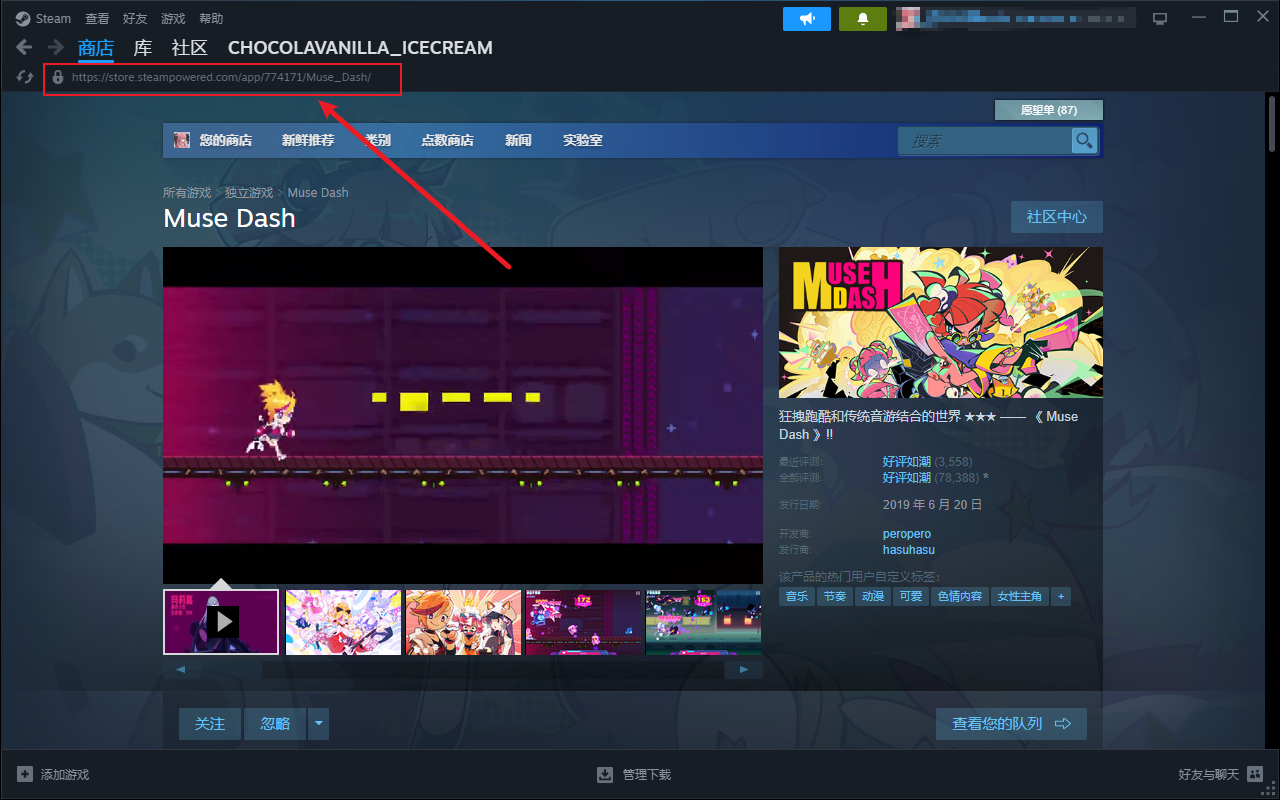 Steam 查看 好友 游戏 帮助
商店 库 社区 CHOCOLAVANILLA_ICECREAM
https://store.steampowered.com/app/774171/Muse_Dash/
愿望单 (87)
您的商店 新鲜推荐 类别 点数商店 新闻 实验室 搜索
所有游戏 > 独立游戏 > Muse Dash
Muse Dash
社区中心
MUSE DASH
狂拽跑酷和传统音游结合的世界 ★★★ —— 《 Muse
Dash 》!!
最近评测: 好评如潮 (3,558)
全部评测: 好评如潮 (78,388) *
发行日期: 2019 年 6 月 20 日
开发商: peropero
发行商: hasuhasu
该产品的热门用户自定义标签:
音乐 节奏 动漫 可爱 色情内容 女性主角 +
172
163
关注 忽略 查看您的队列
添加游戏 管理下载 好友与聊天